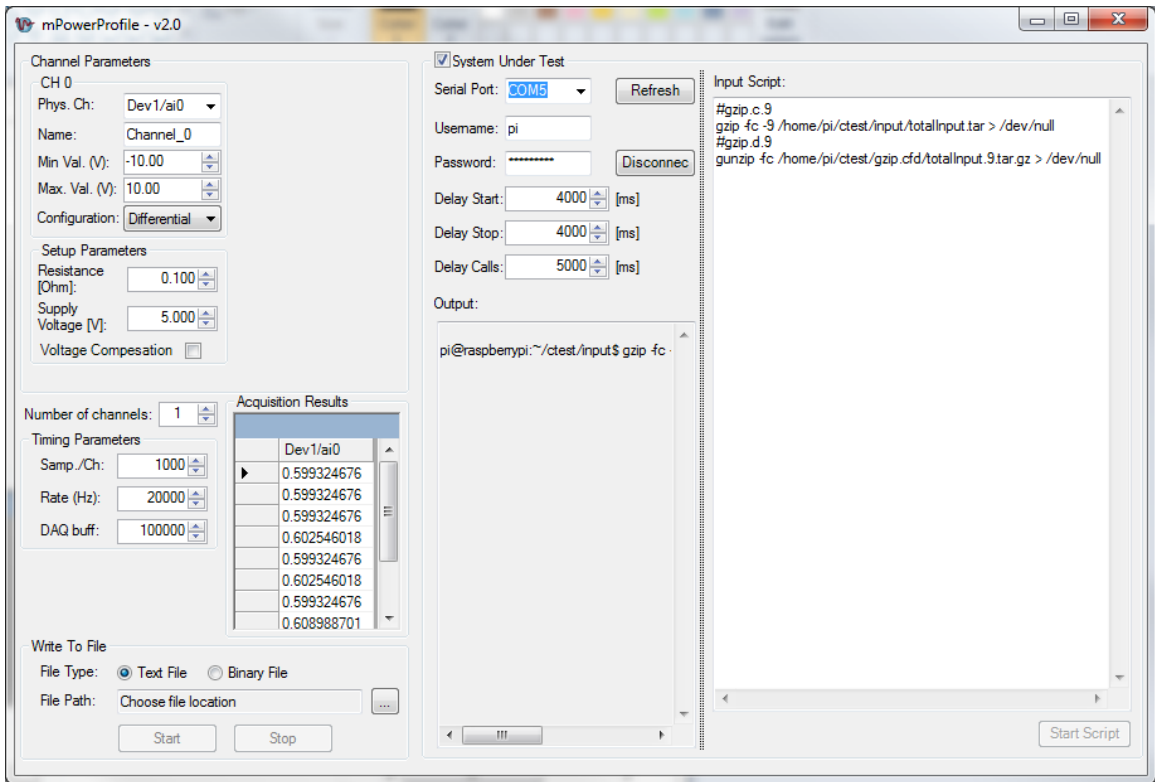 mPowerProfile - v2.0
Channel Parameters
CH 0
Phys. Ch: Dev1/ai0
Name: Channel_0
Min Val. (V): -10.00
Max. Val. (V): 10.00
Configuration: Differential
Setup Parameters
Resistance
[Ohm]: 0.100
Supply
Voltage [V]: 5.000
Voltage Compesation
Number of channels: 1
Timing Parameters
Samp./Ch: 1000
Rate (Hz): 20000
DAQ buff: 100000
Acquisition Results
Dev1/ai0
0.599324676
0.599324676
0.599324676
0.602546018
0.599324676
0.602546018
0.599324676
0.608988701
Write To File
File Type: Text File Binary File
File Path: Choose file location ...
Start Stop
System Under Test
Serial Port: COM5 Refresh
Username: pi
Password: ********* Disconnec
Delay Start: 4000 [ms]
Delay Stop: 4000 [ms]
Delay Calls: 5000 [ms]
Output:
pi@raspberrypi:~/ctest/input$ gzip -fc -
Input Script:
#gzip.c.9
gzip -fc -9 /home/pi/ctest/input/totalInput.tar > /dev/null
#gzip.d.9
gunzip -fc /home/pi/ctest/gzip.cfd/totalInput.9.tar.gz > /dev/null
Start Script